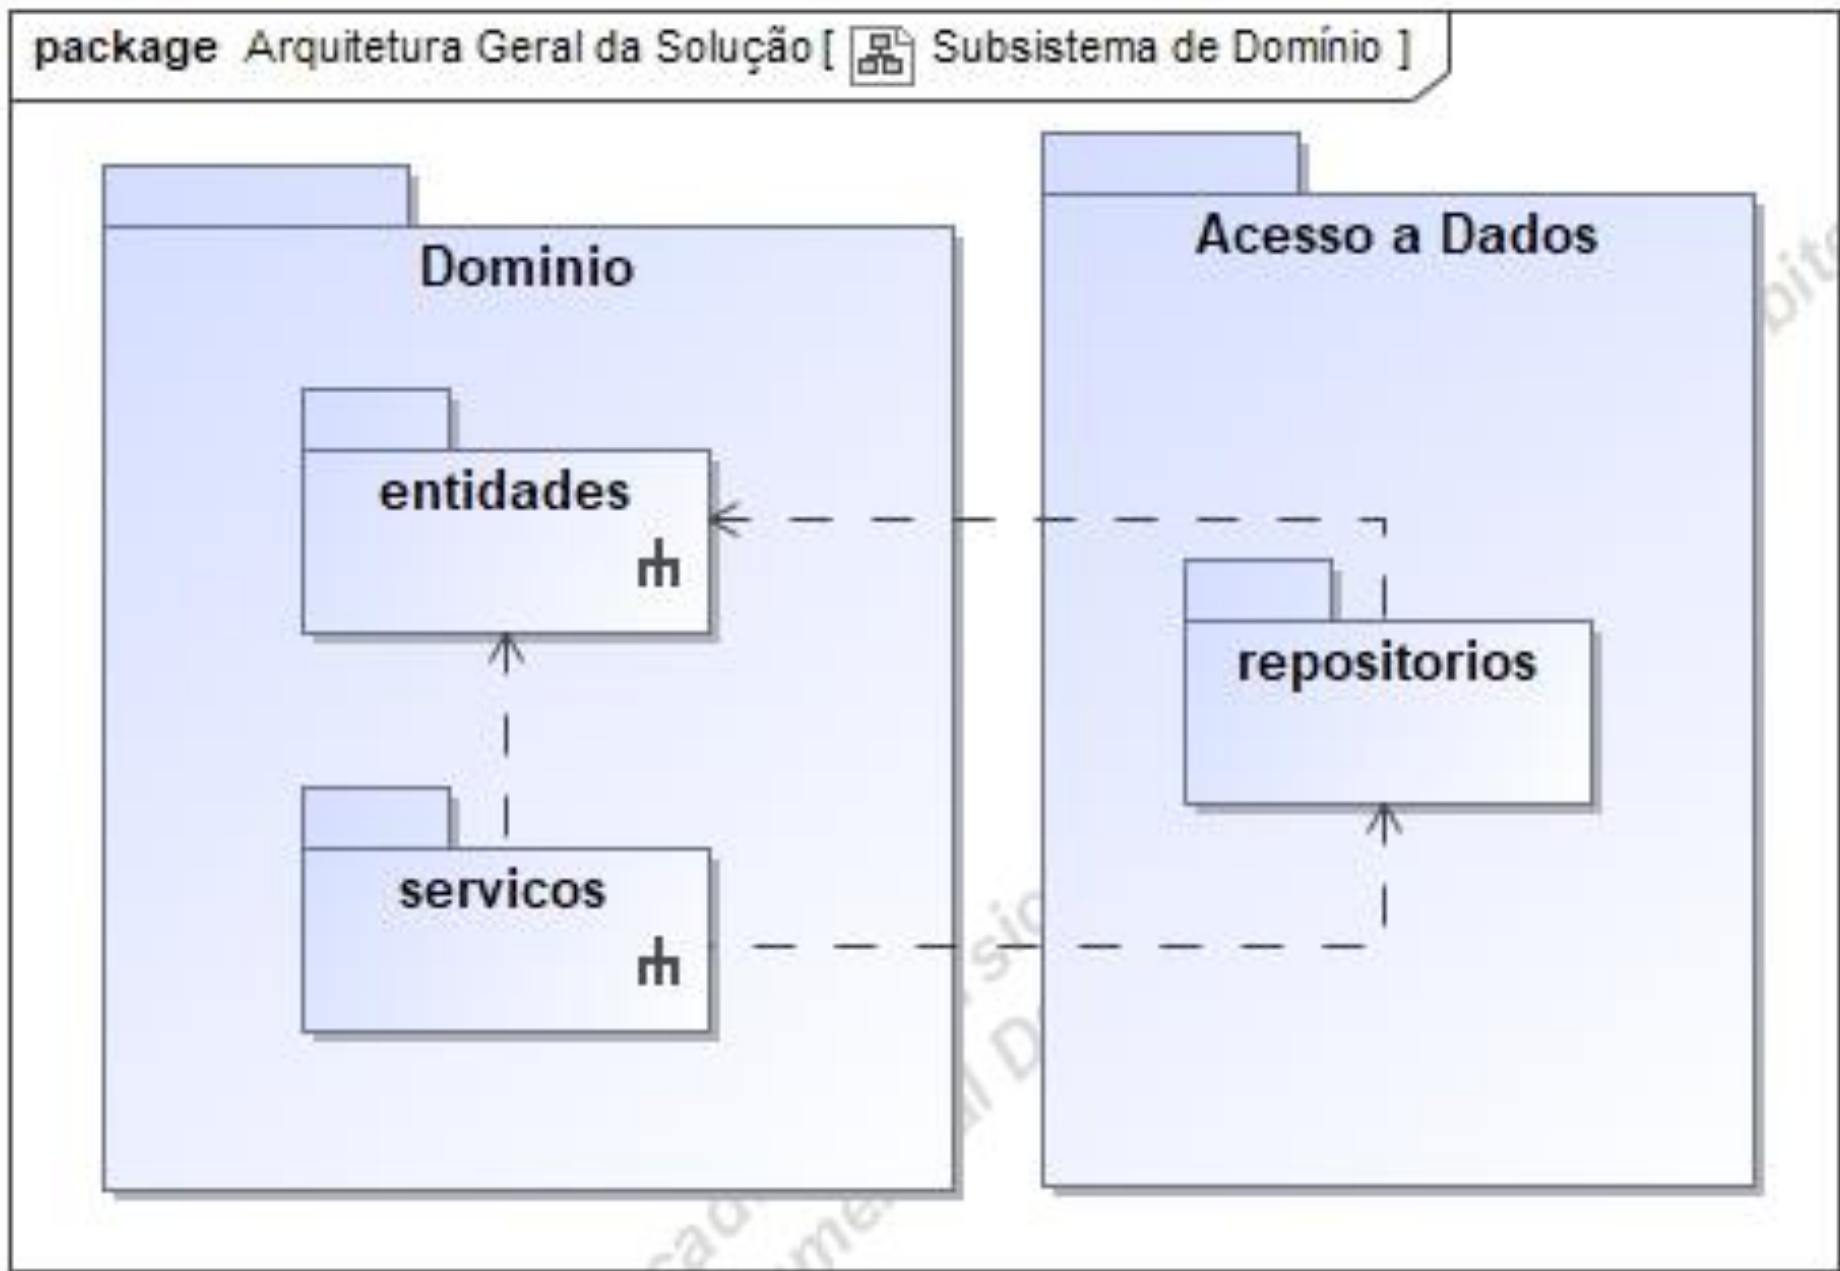 package Arquitetura Geral da Solução [ Subsistema de Domínio ]
Dominio
Acesso a Dados
entidades
repositorios
servicos